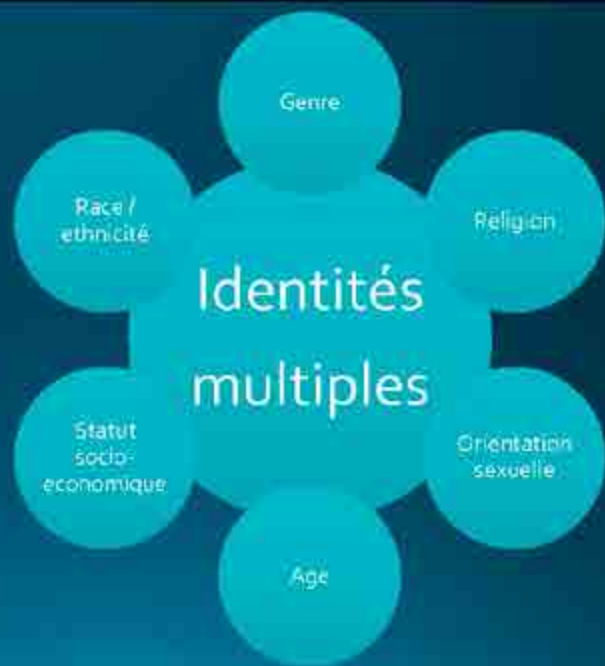 Genre
Race /
ethnicité
Religion
Identités
multiples
Statut
socio-
economique
Orientation
sexuelle
Age